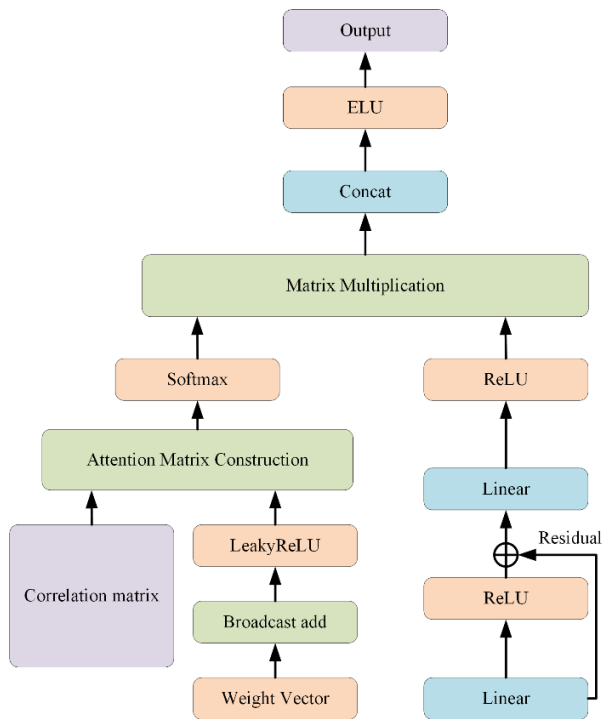 Output
ELU
Concat
Matrix Multiplication
Softmax
ReLU
Attention Matrix Construction
Linear
Correlation matrix
LeakyReLU
Residual
ReLU
Broadcast add
Weight Vector
Linear